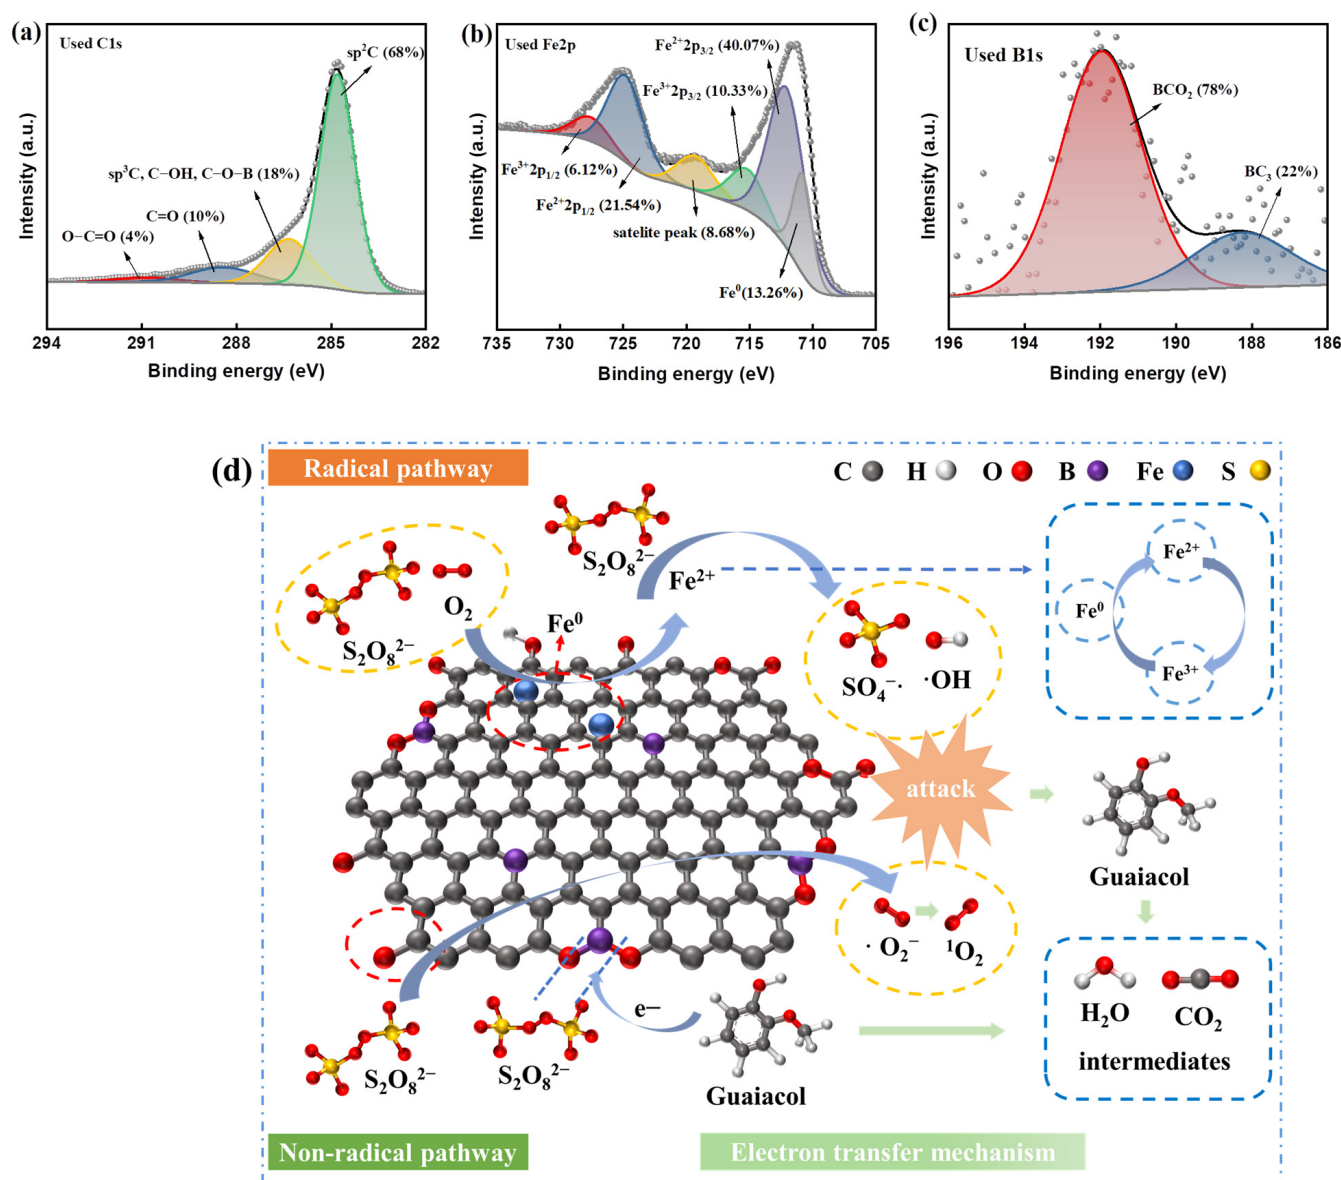 (a)
Used C1s
sp²C (68%)
sp³C, C−OH, C−O−B (18%)
C=O (10%)
O−C=O (4%)
Intensity (a.u.)
294 291 288 285 282
Binding energy (eV)
(b)
Used Fe2p
Fe²⁺2p₃/₂ (40.07%)
Fe³⁺2p₃/₂ (10.33%)
Fe³⁺2p₁/₂ (6.12%)
Fe²⁺2p₁/₂ (21.54%)
satelite peak (8.68%)
Fe⁰(13.26%)
Intensity (a.u.)
735 730 725 720 715 710 705
Binding energy (eV)
(c)
Used B1s
BCO₂ (78%)
BC₃ (22%)
Intensity (a.u.)
196 194 192 190 188 186
Binding energy (eV)
(d)
Radical pathway
C H O B Fe S
S₂O₈²⁻
O₂
S₂O₈²⁻
Fe²⁺
Fe⁰
SO₄⁻· ·OH
Fe²⁺
Fe⁰
Fe³⁺
attack
Guaiacol
· O₂⁻ ¹O₂
H₂O CO₂
intermediates
e−
S₂O₈²⁻
S₂O₈²⁻
Guaiacol
Non-radical pathway
Electron transfer mechanism